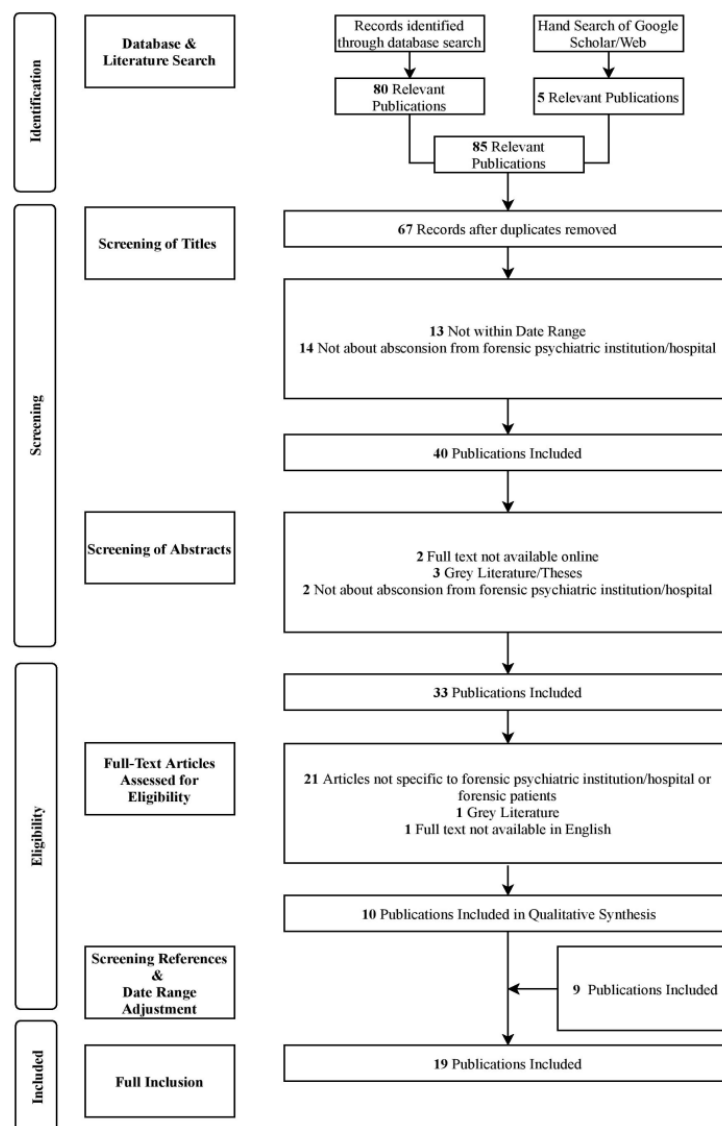 Identification
Database &
Literature Search
Records identified
through database search
Hand Search of Google
Scholar/Web
80 Relevant
Publications
5 Relevant Publications
85 Relevant
Publications
Screening
Screening of Titles
67 Records after duplicates removed
13 Not within Date Range
14 Not about absconsion from forensic psychiatric institution/hospital
40 Publications Included
Screening of Abstracts
2 Full text not available online
3 Grey Literature/Theses
2 Not about absconsion from forensic psychiatric institution/hospital
33 Publications Included
Eligibility
Full-Text Articles
Assessed for
Eligibility
21 Articles not specific to forensic psychiatric institution/hospital or
forensic patients
1 Grey Literature
1 Full text not available in English
10 Publications Included in Qualitative Synthesis
Screening References
&
Date Range
Adjustment
9 Publications Included
Included
Full Inclusion
19 Publications Included